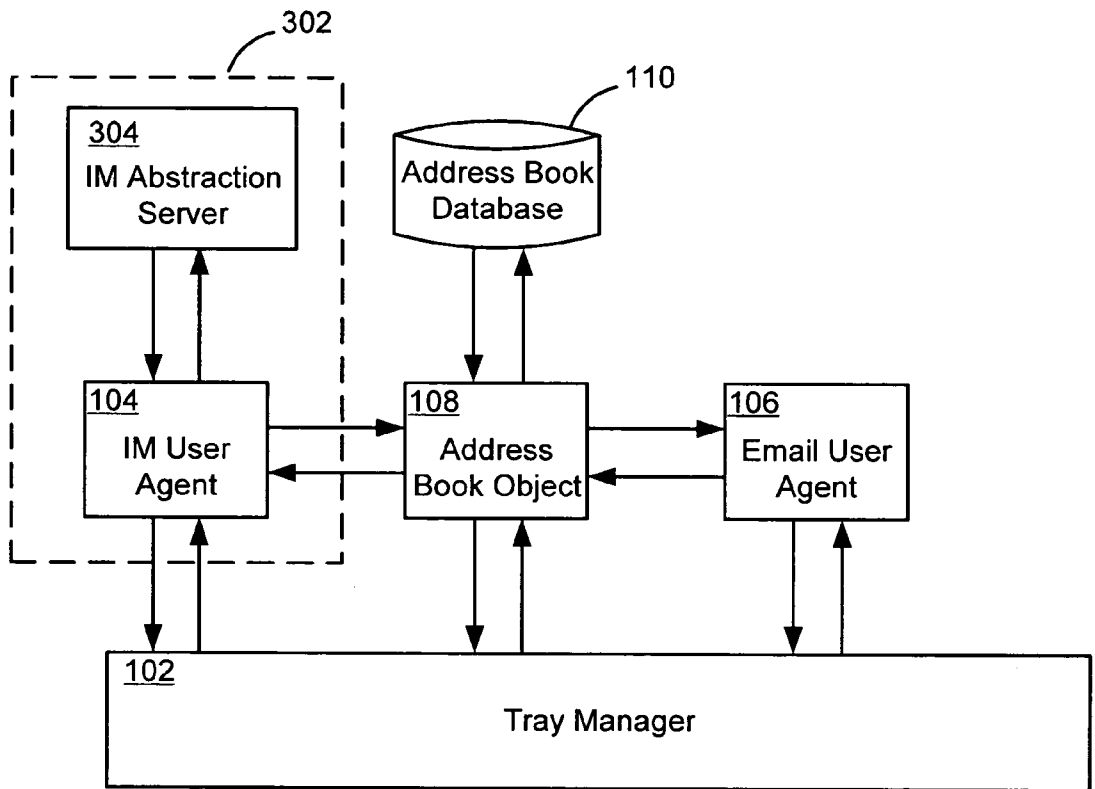 302
110
304
IM Abstraction
Server
Address Book
Database
104
IM User
Agent
108
Address
Book Object
106
Email User
Agent
102
Tray Manager